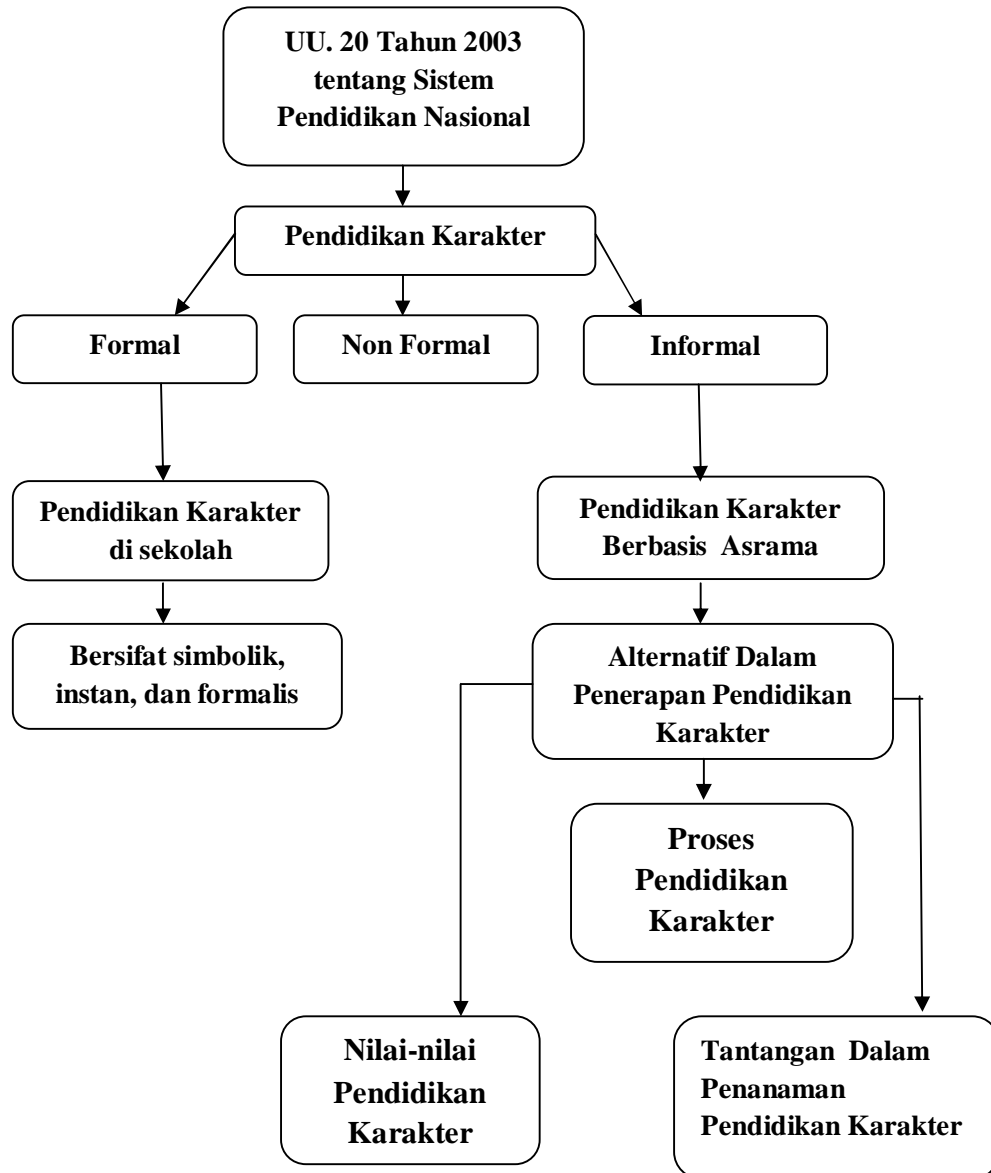 UU. 20 Tahun 2003
tentang Sistem
Pendidikan Nasional
Pendidikan Karakter
Formal
Non Formal
Informal
Pendidikan Karakter
di sekolah
Pendidikan Karakter
Berbasis Asrama
Bersifat simbolik,
instan, dan formalis
Alternatif Dalam
Penerapan Pendidikan
Karakter
Proses
Pendidikan
Karakter
Nilai-nilai
Pendidikan
Karakter
Tantangan Dalam
Penanaman
Pendidikan Karakter